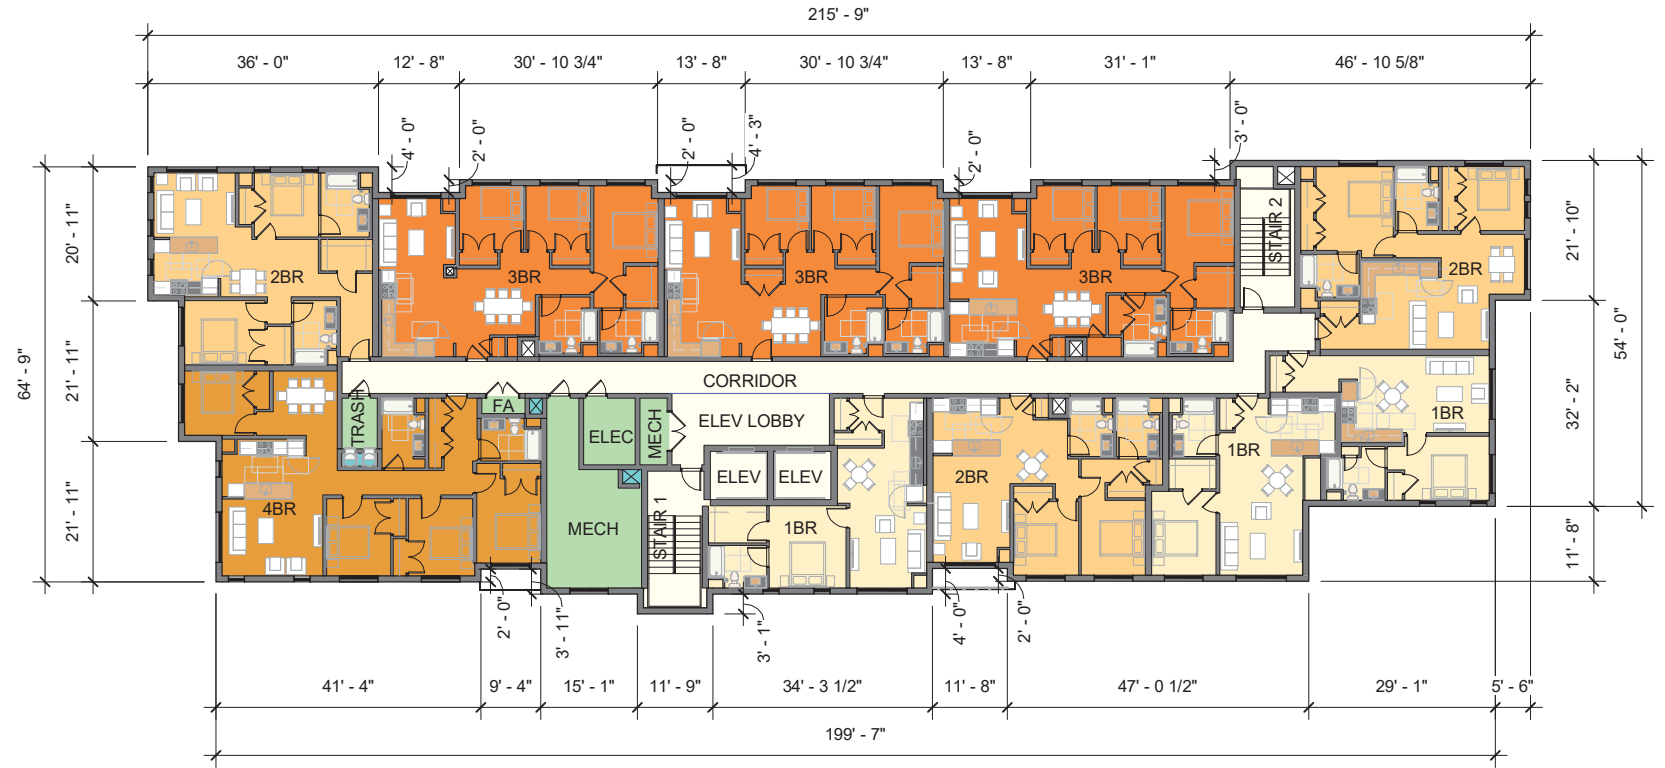 215' - 9"
36' - 0"
12' - 8"
30' - 10 3/4"
13' - 8"
30' - 10 3/4"
13' - 8"
31' - 1"
46' - 10 5/8"
4' - 0"
2' - 0"
2' - 0"
4' - 3"
2' - 0"
3' - 0"
64' - 9"
20' - 11"
21' - 11"
21' - 11"
21' - 10"
54' - 0"
32' - 2"
11' - 8"
2BR
3BR
3BR
3BR
STAIR 2
2BR
CORRIDOR
TRASH
FA
ELEC
MECH
ELEV LOBBY
1BR
4BR
MECH
STAIR 1
ELEV
ELEV
1BR
2BR
1BR
2' - 0"
3' - 11"
3' - 1"
4' - 0"
2' - 0"
41' - 4"
9' - 4"
15' - 1"
11' - 9"
34' - 3 1/2"
11' - 8"
47' - 0 1/2"
29' - 1"
5' - 6"
199' - 7"